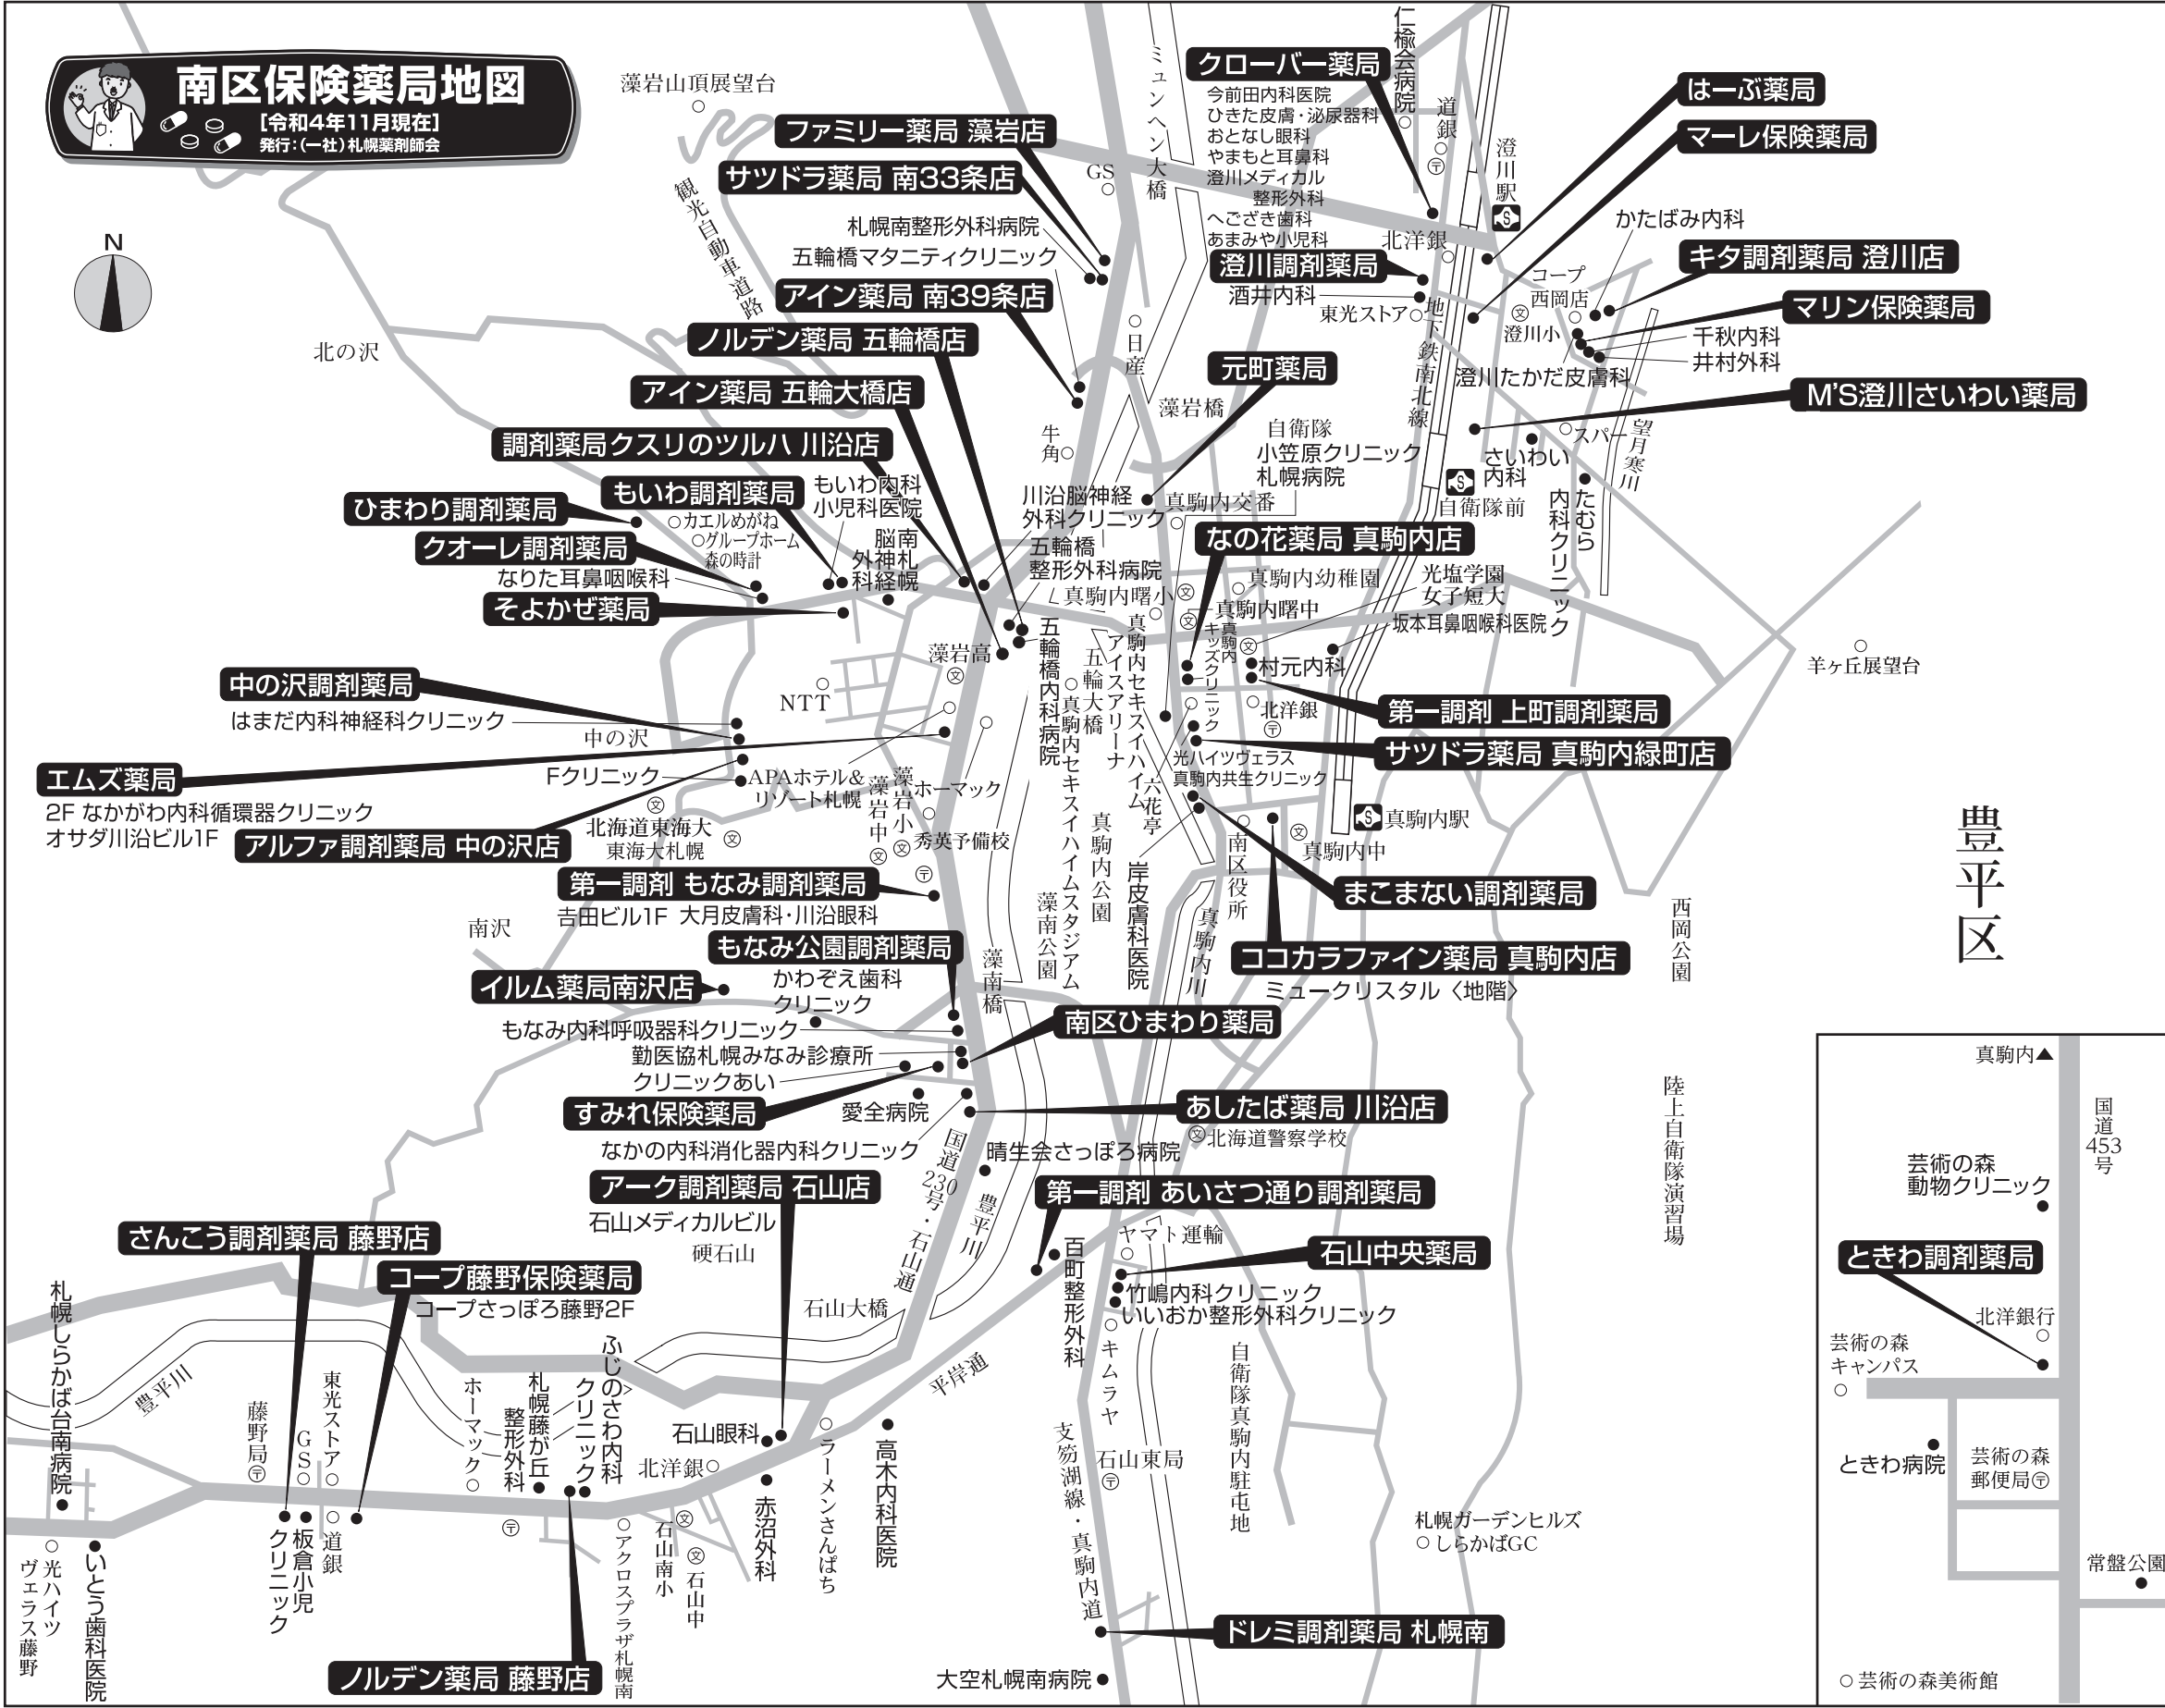 南区保険薬局地図
［令和4年11月現在］
発行：（一社）札幌薬剤師会
N
藻岩山頂展望台
観光自動車道路
北の沢
ファミリー薬局 藻岩店
サツドラ薬局 南33条店
札幌南整形外科病院
五輪橋マタニティクリニック
アイン薬局 南39条店
ノルデン薬局 五輪橋店
アイン薬局 五輪大橋店
調剤薬局クスリのツルハ 川沿店
もいわ調剤薬局
もいわ内科
小児科医院
ひまわり調剤薬局
カエルめがね
グループホーム
森の時計
クオーレ調剤薬局
なりた耳鼻咽喉科
そよかぜ薬局
南札幌
脳神経
外科
GS
ミュンヘン大橋
日産
牛角
藻岩橋
クローバー薬局
今前田内科医院
ひきた皮膚・泌尿器科
おとなし眼科
やまもと耳鼻科
澄川メディカル
整形外科
へござき歯科
あまみや小児科
仁楡会病院
道銀
〒
澄川駅
北洋銀
澄川調剤薬局
酒井内科
東光ストア
地下鉄南北線
はーぶ薬局
マーレ保険薬局
かたばみ内科
キタ調剤薬局 澄川店
コープ
西岡店
文
澄川小
マリン保険薬局
千秋内科
井村外科
澄川たかだ皮膚科
M'S澄川さいわい薬局
スパー
望月寒川
さいわい
内科
たむら
内科クリニック
自衛隊前
元町薬局
自衛隊
小笠原クリニック
札幌病院
川沿脳神経
外科クリニック
真駒内交番
五輪橋
整形外科病院
なの花薬局 真駒内店
真駒内幼稚園
真駒内曙小
文
真駒内曙中
文
光塩学園
女子短大
文
坂本耳鼻咽喉科医院
真駒内
キッズクリニック
村元内科
羊ヶ丘展望台
五輪橋内科病院
五輪大橋
真駒内セキスイハイム
アイスアリーナ
真駒内セキスイハイムスタジアム
第一調剤 上町調剤薬局
北洋銀
〒
サツドラ薬局 真駒内緑町店
光ハイツヴェラス
真駒内共生クリニック
六花亭
真駒内公園
岸皮膚科医院
南区役所
文
真駒内中
真駒内駅
まこまない調剤薬局
ココカラファイン薬局 真駒内店
ミュークリスタル〈地階〉
真駒内川
藻南公園
藻南橋
西岡公園
豊平区
陸上自衛隊演習場
藻岩高
文
NTT
中の沢調剤薬局
はまだ内科神経科クリニック
中の沢
エムズ薬局
2F なかがわ内科循環器クリニック
オサダ川沿ビル1F
Fクリニック
アルファ調剤薬局 中の沢店
APAホテル&
リゾート札幌
文
北海道東海大
東海大札幌
文
藻岩中
文
藻岩小
文
ホーマック
秀英予備校
〒
第一調剤 もなみ調剤薬局
吉田ビル1F 大月皮膚科・川沿眼科
南沢
もなみ公園調剤薬局
イルム薬局南沢店
かわぞえ歯科
クリニック
もなみ内科呼吸器科クリニック
勤医協札幌みなみ診療所
クリニックあい
南区ひまわり薬局
すみれ保険薬局
愛全病院
なかの内科消化器内科クリニック
あしたば薬局 川沿店
文北海道警察学校
晴生会さっぽろ病院
国道230号・石山通
豊平川
アーク調剤薬局 石山店
石山メディカルビル
硬石山
第一調剤 あいさつ通り調剤薬局
ヤマト運輸
石山中央薬局
竹嶋内科クリニック
いいおか整形外科クリニック
百町整形外科
キムラヤ
石山大橋
平岸通
さんこう調剤薬局 藤野店
コープ藤野保険薬局
コープさっぽろ藤野2F
札幌しらかば台南病院
豊平川
藤野局〒
GS
東光ストア
ホーマック
札幌藤が丘
整形外科
ふじのさわ内科
クリニック
石山眼科
北洋銀
赤沼外科
ラーメンさんぱち
高木内科医院
支笏湖線・真駒内道
石山東局
〒
自衛隊真駒内駐屯地
札幌ガーデンヒルズ
しらかばGC
光ハイツ
ヴェラス藤野
いとう歯科医院
板倉小児
クリニック
道銀
〒
ノルデン薬局 藤野店
アクロスプラザ札幌南
文
石山南小
文
石山中
ドレミ調剤薬局 札幌南
大空札幌南病院
真駒内▲
国道453号
芸術の森
動物クリニック
ときわ調剤薬局
北洋銀行
芸術の森
キャンパス
ときわ病院
芸術の森
郵便局〒
常盤公園
芸術の森美術館